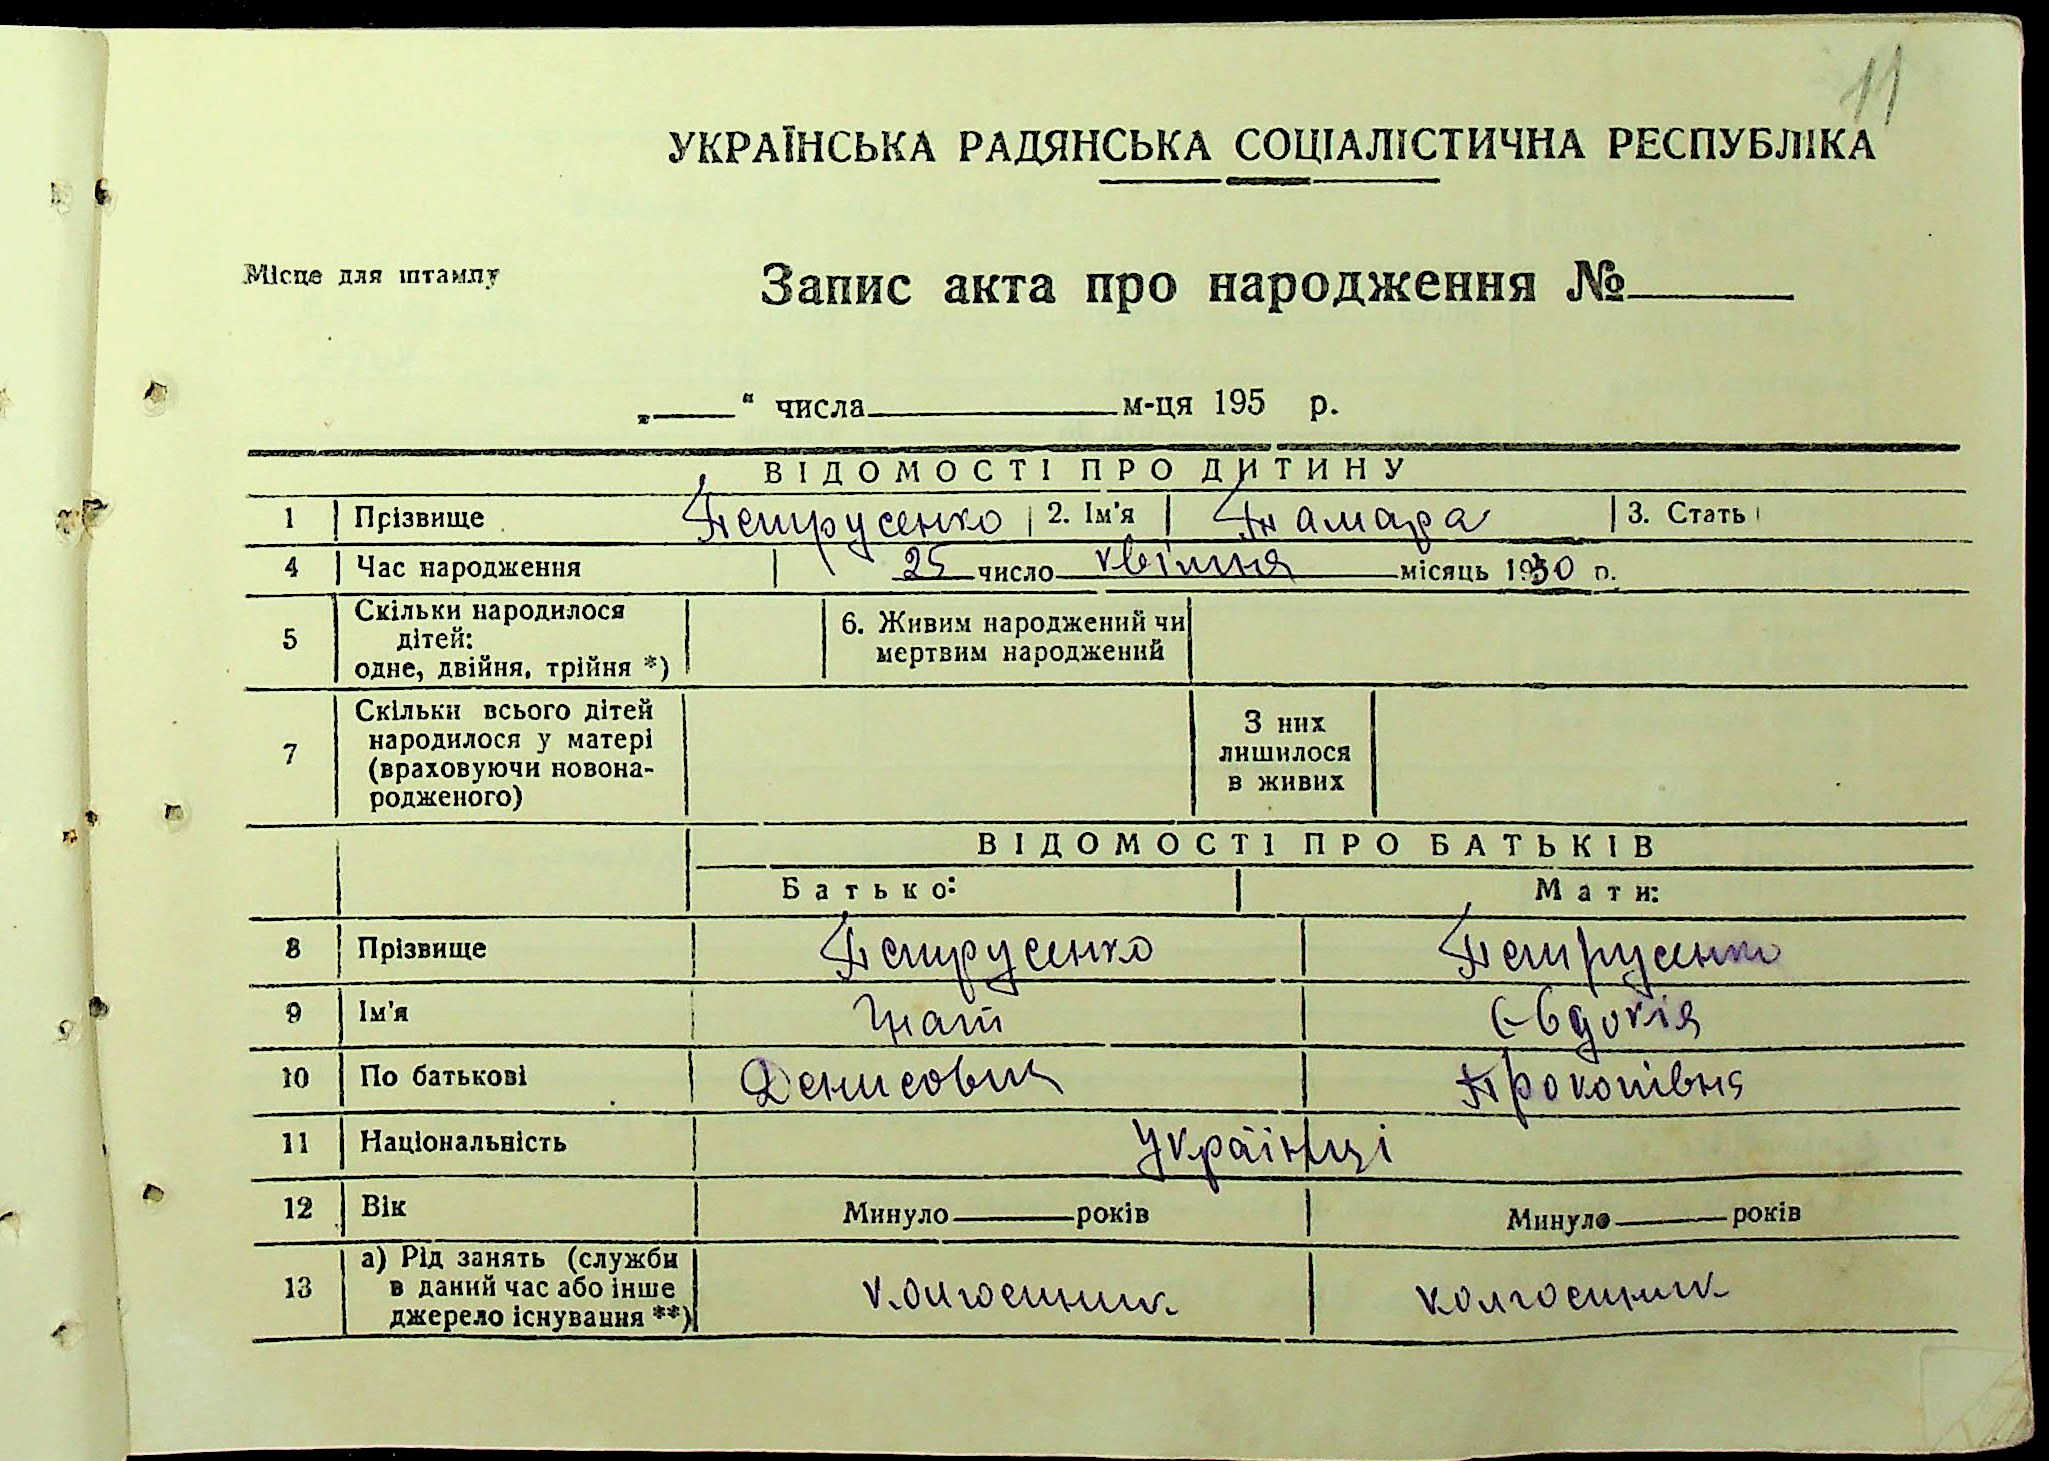 11
УКРАЇНСЬКА РАДЯНСЬКА СОЦІАЛІСТИЧНА РЕСПУБЛІКА
Місце для штампу
Запис акта про народження №
„ “ числа м-ця 195 р.
ВІДОМОСТІ ПРО ДИТИНУ
1 Прізвище Петрусенко 2. Ім'я Тамара 3. Стать
4 Час народження 25 число квітня місяць 1930 р.
5 Скільки народилося дітей: одне, двійня, трійня *) 6. Живим народжений чи мертвим народжений
7 Скільки всього дітей народилося у матері (враховуючи новонародженого) З них лишилося в живих
ВІДОМОСТІ ПРО БАТЬКІВ
Батько: Мати:
8 Прізвище Петрусенко Петрусенко
9 Ім'я Гнат Євдокія
10 По батькові Денисович Прокопівна
11 Національність Українці
12 Вік Минуло років Минуло років
13 а) Рід занять (служби в даний час або інше джерело існування **) колгоспник колгоспник